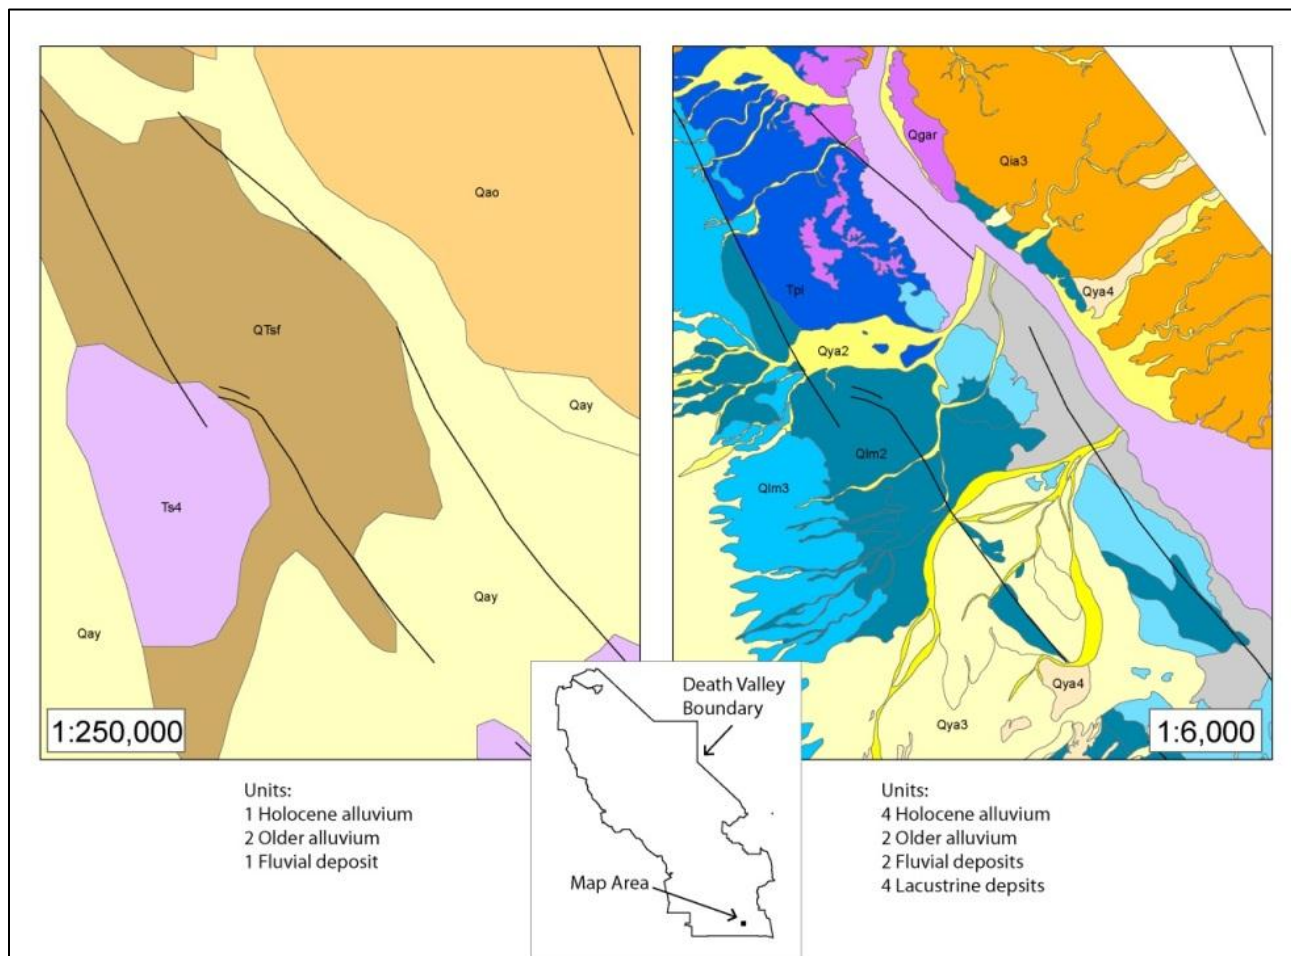 Qao
QTsf
Qay
Ts4
Qay
Qay
1:250,000
Qgar
Qia3
Tpl
Qya4
Qya2
Qlm2
Qlm3
Qya4
Qya3
1:6,000
Death Valley
Boundary
Map Area
Units:
1 Holocene alluvium
2 Older alluvium
1 Fluvial deposit
Units:
4 Holocene alluvium
2 Older alluvium
2 Fluvial deposits
4 Lacustrine depsits